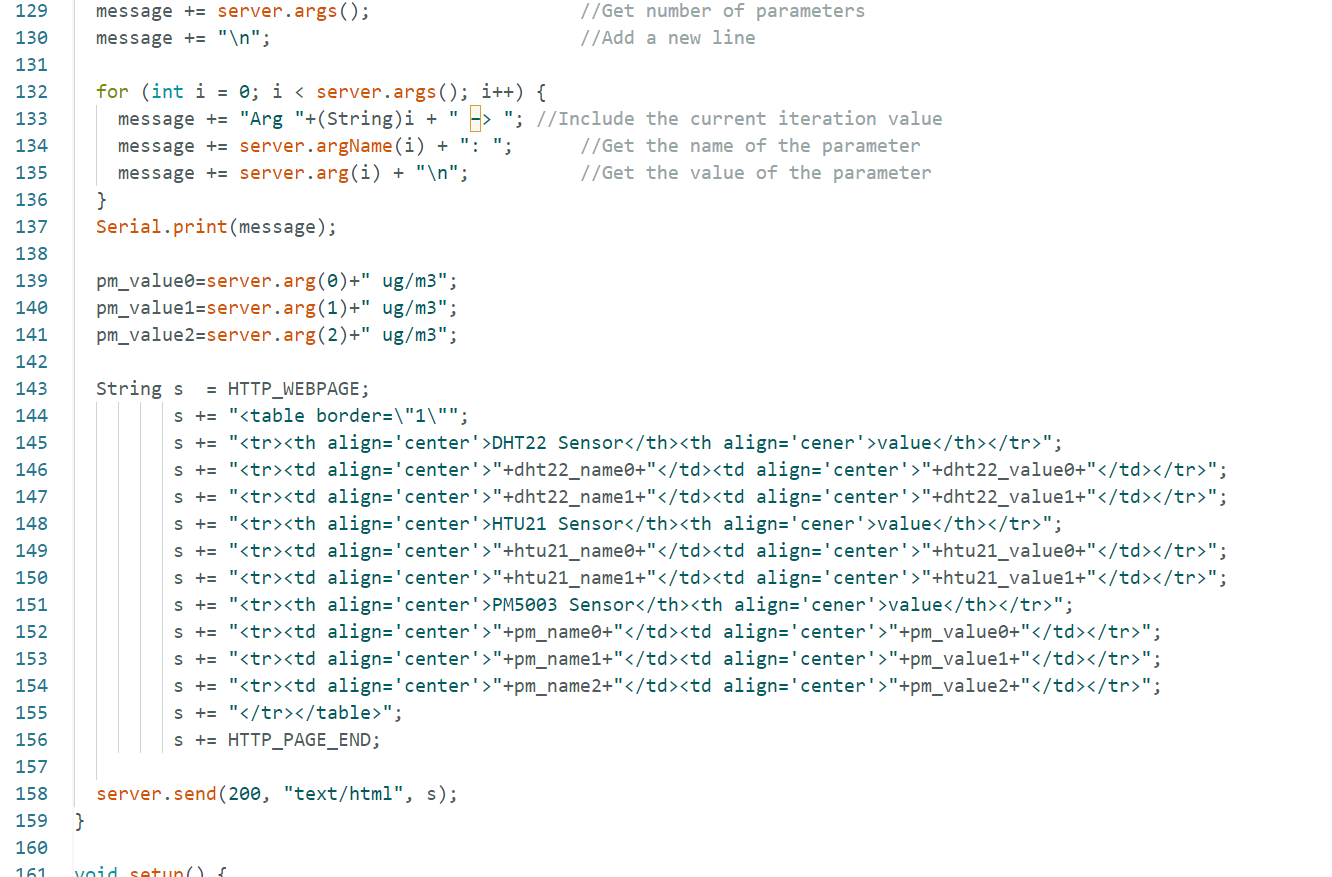 129 message += server.args(); //Get number of parameters
130 message += "\n"; //Add a new line
131
132 for (int i = 0; i < server.args(); i++) {
133 message += "Arg "+(String)i + " –> "; //Include the current iteration value
134 message += server.argName(i) + ": "; //Get the name of the parameter
135 message += server.arg(i) + "\n"; //Get the value of the parameter
136 }
137 Serial.print(message);
138
139 pm_value0=server.arg(0)+" ug/m3";
140 pm_value1=server.arg(1)+" ug/m3";
141 pm_value2=server.arg(2)+" ug/m3";
142
143 String s = HTTP_WEBPAGE;
144 s += "<table border=\"1\"";
145 s += "<tr><th align='center'>DHT22 Sensor</th><th align='cener'>value</th></tr>";
146 s += "<tr><td align='center'>"+dht22_name0+"</td><td align='center'>"+dht22_value0+"</td></tr>";
147 s += "<tr><td align='center'>"+dht22_name1+"</td><td align='center'>"+dht22_value1+"</td></tr>";
148 s += "<tr><th align='center'>HTU21 Sensor</th><th align='cener'>value</th></tr>";
149 s += "<tr><td align='center'>"+htu21_name0+"</td><td align='center'>"+htu21_value0+"</td></tr>";
150 s += "<tr><td align='center'>"+htu21_name1+"</td><td align='center'>"+htu21_value1+"</td></tr>";
151 s += "<tr><th align='center'>PM5003 Sensor</th><th align='cener'>value</th></tr>";
152 s += "<tr><td align='center'>"+pm_name0+"</td><td align='center'>"+pm_value0+"</td></tr>";
153 s += "<tr><td align='center'>"+pm_name1+"</td><td align='center'>"+pm_value1+"</td></tr>";
154 s += "<tr><td align='center'>"+pm_name2+"</td><td align='center'>"+pm_value2+"</td></tr>";
155 s += "</tr></table>";
156 s += HTTP_PAGE_END;
157
158 server.send(200, "text/html", s);
159 }
160
161 void setup() {